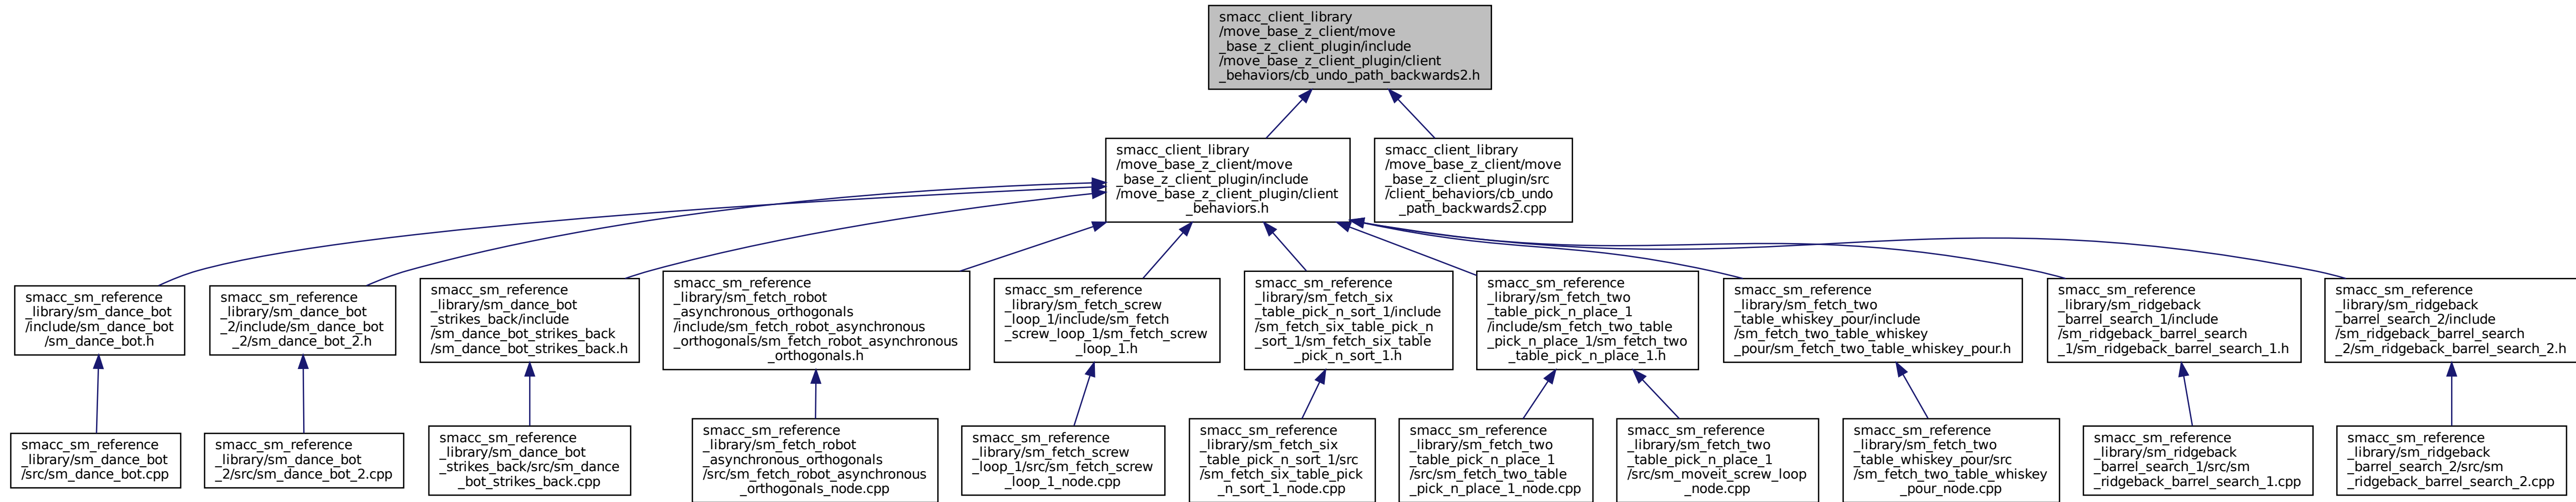 smacc_client_library
/move_base_z_client/move
_base_z_client_plugin/include
/move_base_z_client_plugin/client
_behaviors/cb_undo_path_backwards2.h
smacc_client_library
/move_base_z_client/move
_base_z_client_plugin/include
/move_base_z_client_plugin/client
_behaviors.h
smacc_client_library
/move_base_z_client/move
_base_z_client_plugin/src
/client_behaviors/cb_undo
_path_backwards2.cpp
smacc_sm_reference
_library/sm_dance_bot
/include/sm_dance_bot
/sm_dance_bot.h
smacc_sm_reference
_library/sm_dance_bot
_2/include/sm_dance_bot
_2/sm_dance_bot_2.h
smacc_sm_reference
_library/sm_dance_bot
_strikes_back/include
/sm_dance_bot_strikes_back
/sm_dance_bot_strikes_back.h
smacc_sm_reference
_library/sm_fetch_robot
_asynchronous_orthogonals
/include/sm_fetch_robot_asynchronous
_orthogonals/sm_fetch_robot_asynchronous
_orthogonals.h
smacc_sm_reference
_library/sm_fetch_screw
_loop_1/include/sm_fetch
_screw_loop_1/sm_fetch_screw
_loop_1.h
smacc_sm_reference
_library/sm_fetch_six
_table_pick_n_sort_1/include
/sm_fetch_six_table_pick_n
_sort_1/sm_fetch_six_table
_pick_n_sort_1.h
smacc_sm_reference
_library/sm_fetch_two
_table_pick_n_place_1
/include/sm_fetch_two_table
_pick_n_place_1/sm_fetch_two
_table_pick_n_place_1.h
smacc_sm_reference
_library/sm_fetch_two
_table_whiskey_pour/include
/sm_fetch_two_table_whiskey
_pour/sm_fetch_two_table_whiskey_pour.h
smacc_sm_reference
_library/sm_ridgeback
_barrel_search_1/include
/sm_ridgeback_barrel_search
_1/sm_ridgeback_barrel_search_1.h
smacc_sm_reference
_library/sm_ridgeback
_barrel_search_2/include
/sm_ridgeback_barrel_search
_2/sm_ridgeback_barrel_search_2.h
smacc_sm_reference
_library/sm_dance_bot
/src/sm_dance_bot.cpp
smacc_sm_reference
_library/sm_dance_bot
_2/src/sm_dance_bot_2.cpp
smacc_sm_reference
_library/sm_dance_bot
_strikes_back/src/sm_dance
_bot_strikes_back.cpp
smacc_sm_reference
_library/sm_fetch_robot
_asynchronous_orthogonals
/src/sm_fetch_robot_asynchronous
_orthogonals_node.cpp
smacc_sm_reference
_library/sm_fetch_screw
_loop_1/src/sm_fetch_screw
_loop_1_node.cpp
smacc_sm_reference
_library/sm_fetch_six
_table_pick_n_sort_1/src
/sm_fetch_six_table_pick
_n_sort_1_node.cpp
smacc_sm_reference
_library/sm_fetch_two
_table_pick_n_place_1
/src/sm_fetch_two_table
_pick_n_place_1_node.cpp
smacc_sm_reference
_library/sm_fetch_two
_table_pick_n_place_1
/src/sm_moveit_screw_loop
_node.cpp
smacc_sm_reference
_library/sm_fetch_two
_table_whiskey_pour/src
/sm_fetch_two_table_whiskey
_pour_node.cpp
smacc_sm_reference
_library/sm_ridgeback
_barrel_search_1/src/sm
_ridgeback_barrel_search_1.cpp
smacc_sm_reference
_library/sm_ridgeback
_barrel_search_2/src/sm
_ridgeback_barrel_search_2.cpp